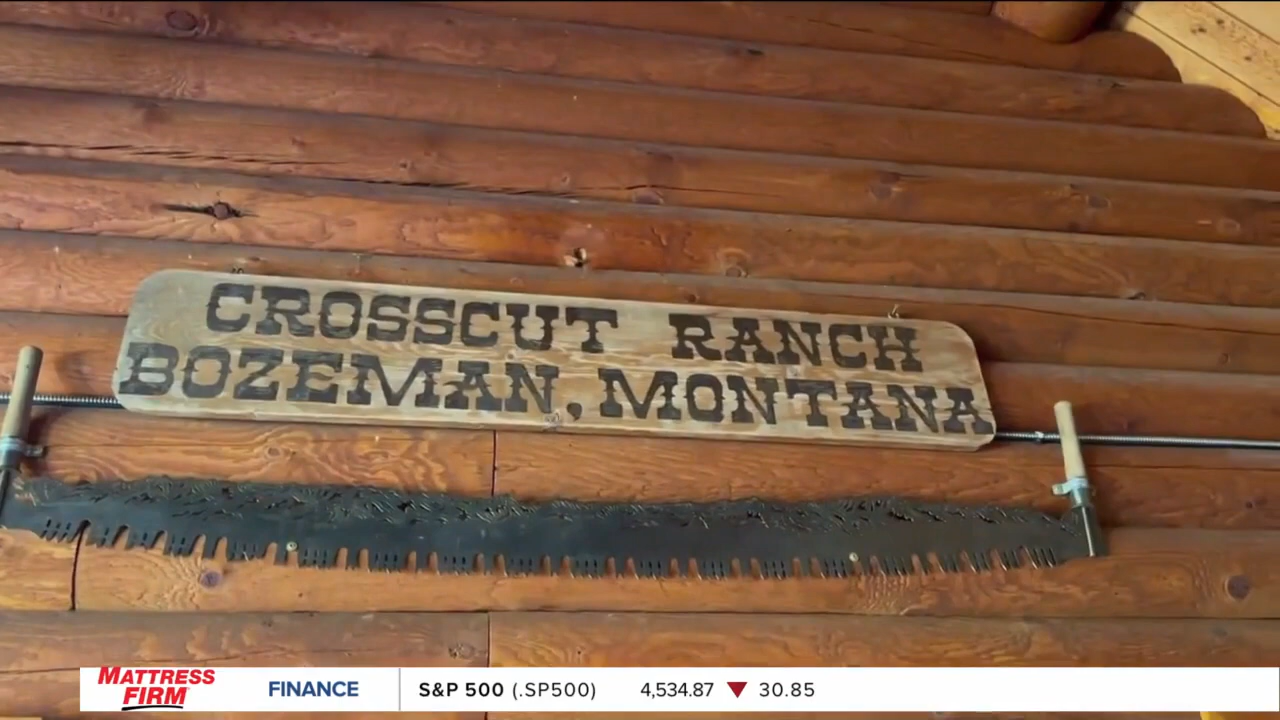 CROSSCUT RANCH
BOZEMAN, MONTANA
MATTRESS
FIRM
FINANCE
S&P 500 (.SP500) 4,534.87 ▼ 30.85